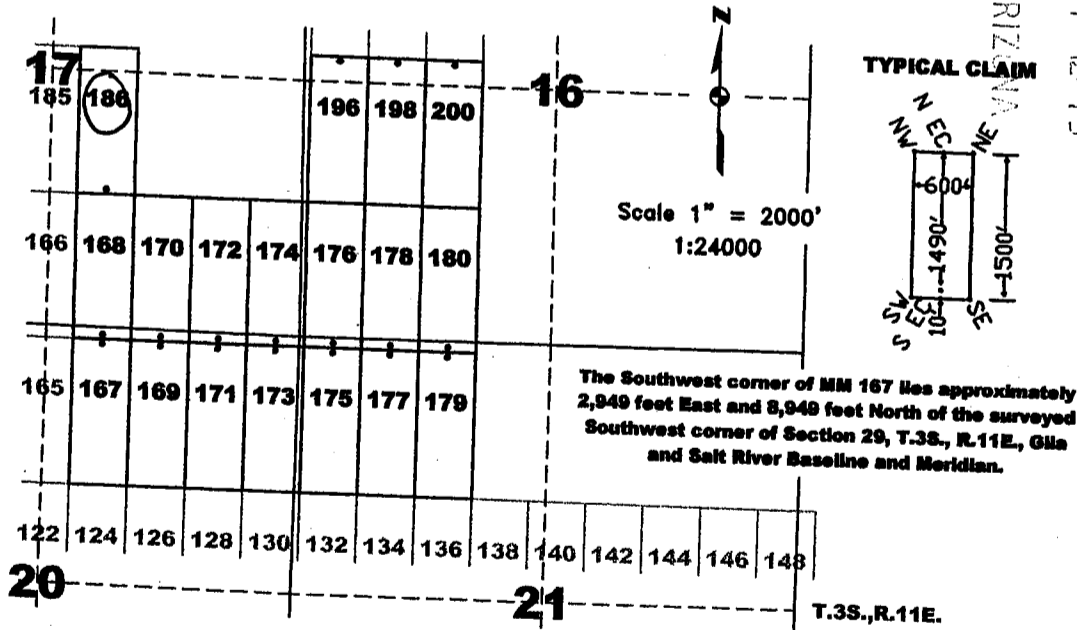 17
185 186 196 198 200
16
N
RIZONA
TYPICAL CLAIM
NW N EC NE
600'
1490'
1500'
10'
SW S EC SE
Scale 1" = 2000'
1:24000
166 168 170 172 174 176 178 180
165 167 169 171 173 175 177 179
The Southwest corner of MM 167 lies approximately
2,949 feet East and 8,949 feet North of the surveyed
Southwest corner of Section 29, T.3S., R.11E., Gila
and Salt River Baseline and Meridian.
122 124 126 128 130 132 134 136 138 140 142 144 146 148
20
21
T.3S.,R.11E.